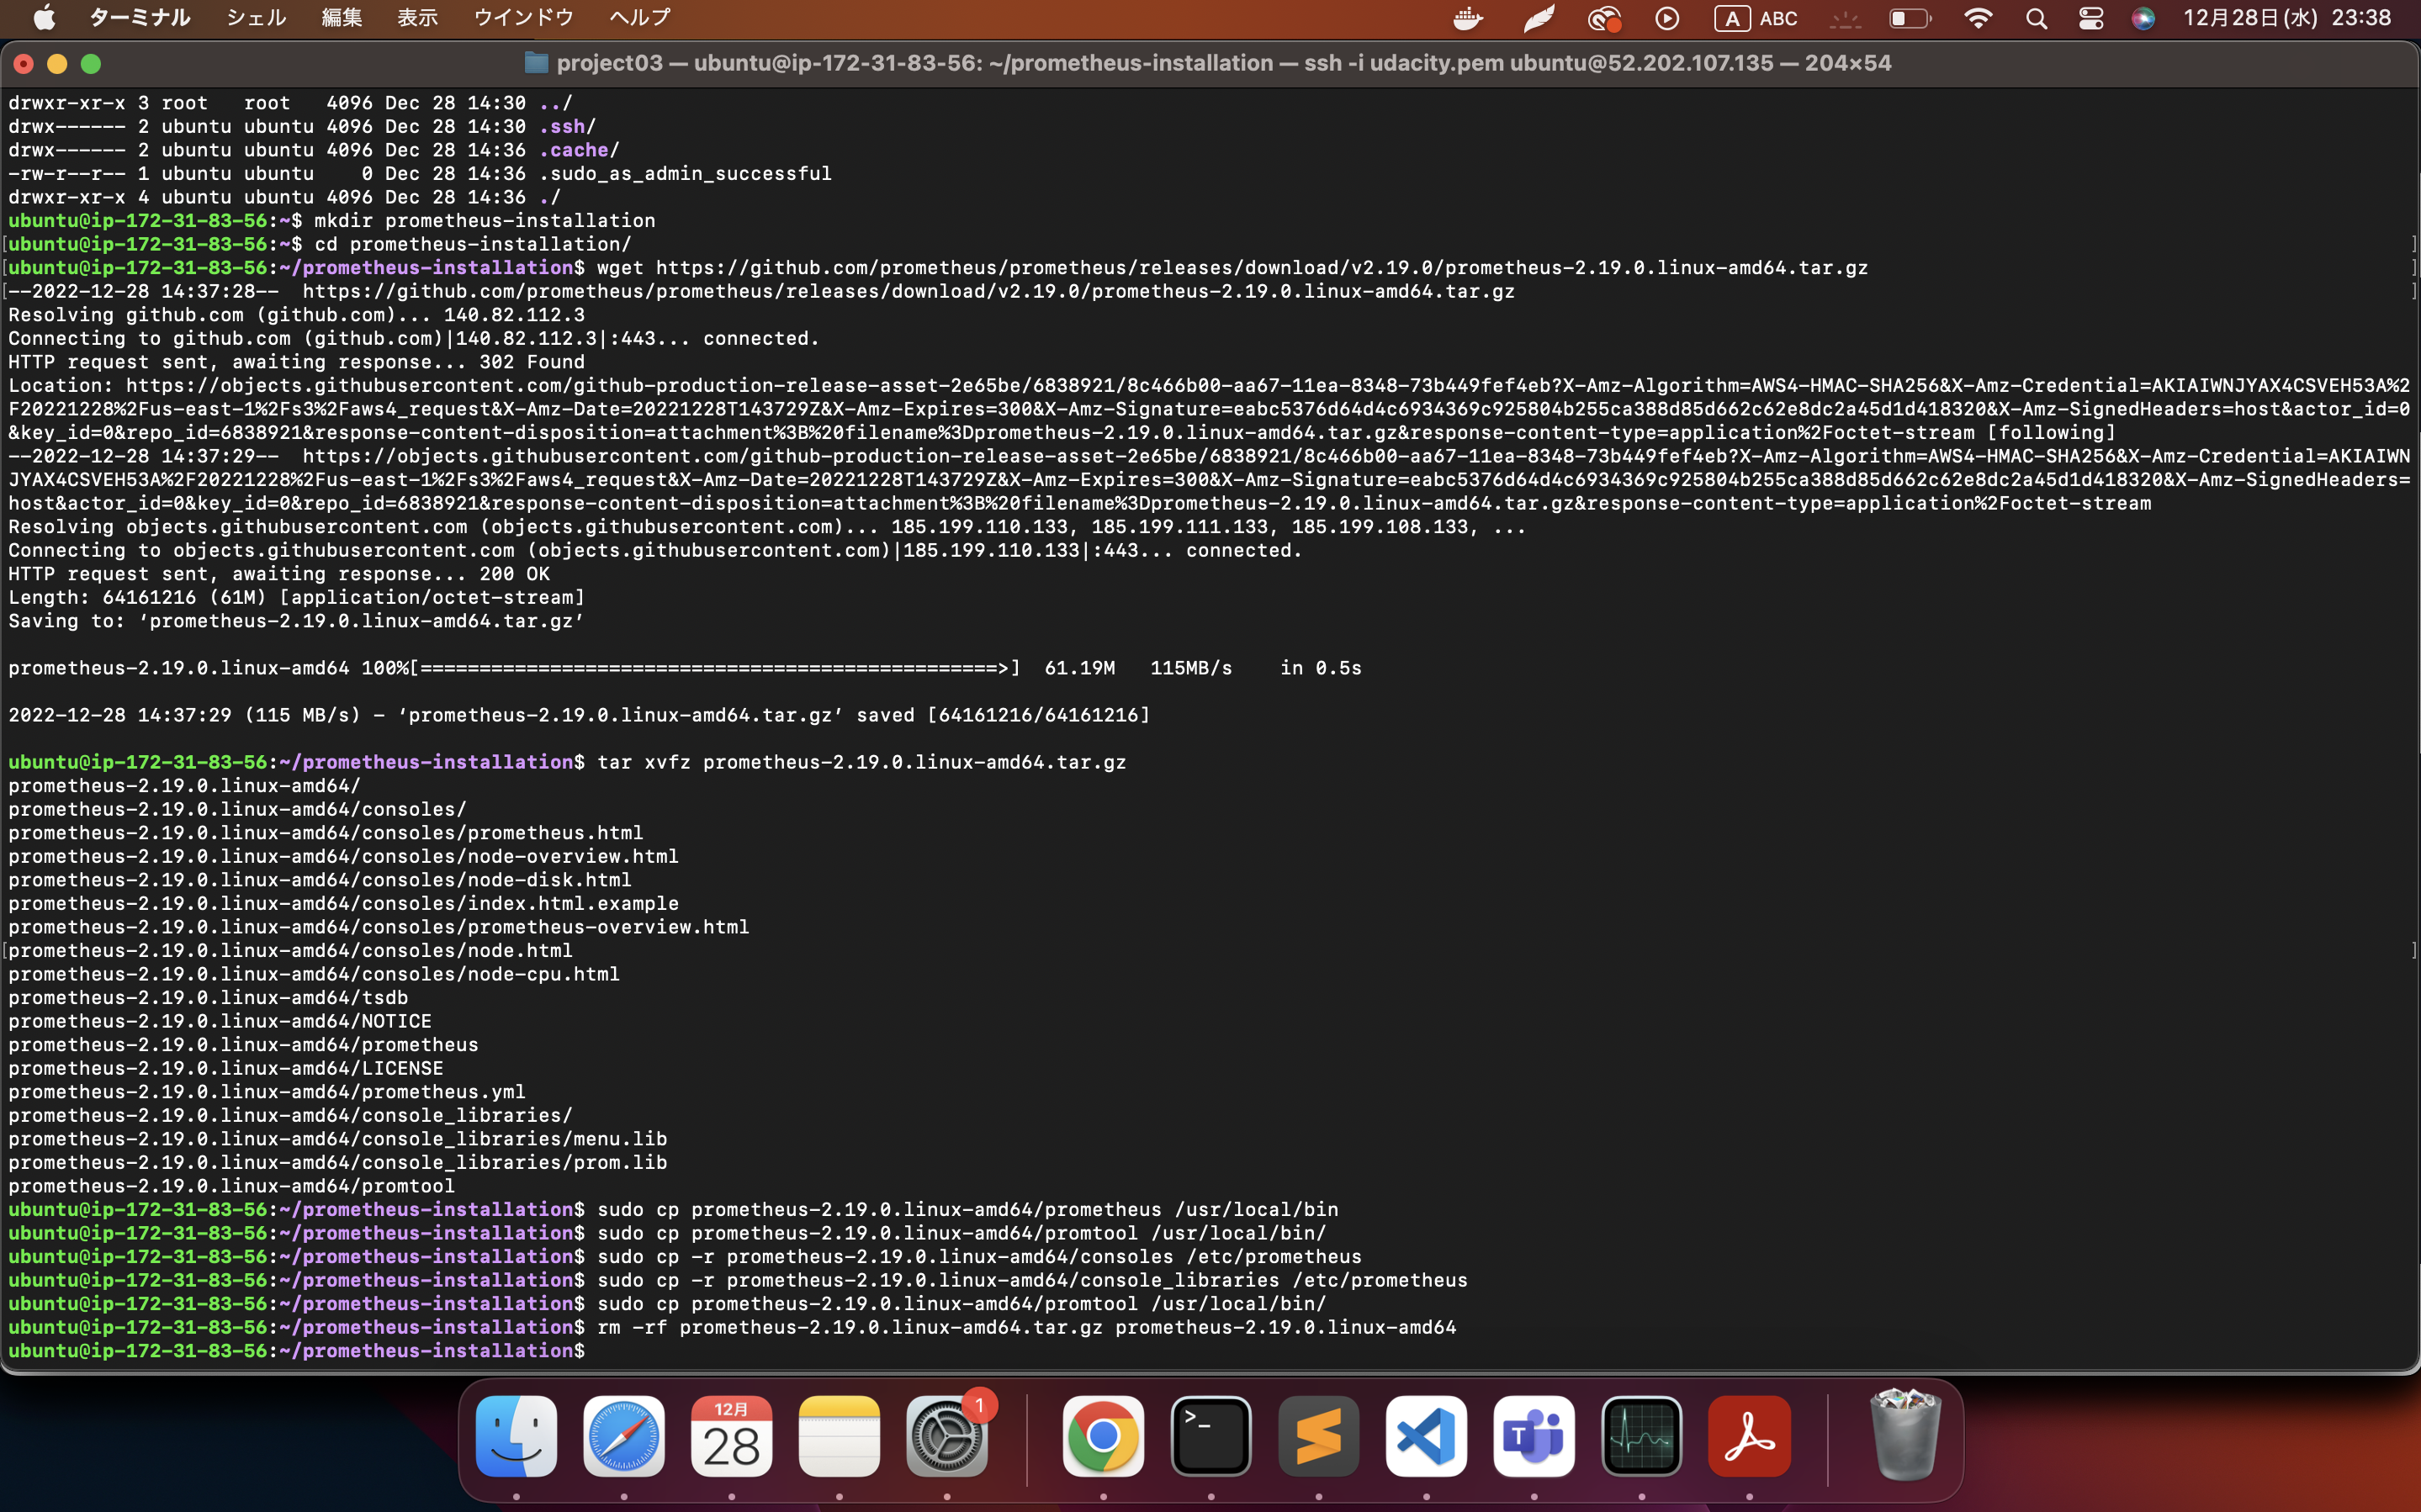 ターミナル シェル 編集 表示 ウインドウ ヘルプ A ABC 12月28日(水) 23:38
project03 — ubuntu@ip-172-31-83-56: ~/prometheus-installation — ssh -i udacity.pem ubuntu@52.202.107.135 — 204×54
drwxr-xr-x 3 root   root   4096 Dec 28 14:30 ../
drwx------ 2 ubuntu ubuntu 4096 Dec 28 14:30 .ssh/
drwx------ 2 ubuntu ubuntu 4096 Dec 28 14:36 .cache/
-rw-r--r-- 1 ubuntu ubuntu    0 Dec 28 14:36 .sudo_as_admin_successful
drwxr-xr-x 4 ubuntu ubuntu 4096 Dec 28 14:36 ./
ubuntu@ip-172-31-83-56:~$ mkdir prometheus-installation
[ubuntu@ip-172-31-83-56:~$ cd prometheus-installation/ ]
[ubuntu@ip-172-31-83-56:~/prometheus-installation$ wget https://github.com/prometheus/prometheus/releases/download/v2.19.0/prometheus-2.19.0.linux-amd64.tar.gz ]
[--2022-12-28 14:37:28--  https://github.com/prometheus/prometheus/releases/download/v2.19.0/prometheus-2.19.0.linux-amd64.tar.gz ]
Resolving github.com (github.com)... 140.82.112.3
Connecting to github.com (github.com)|140.82.112.3|:443... connected.
HTTP request sent, awaiting response... 302 Found
Location: https://objects.githubusercontent.com/github-production-release-asset-2e65be/6838921/8c466b00-aa67-11ea-8348-73b449fef4eb?X-Amz-Algorithm=AWS4-HMAC-SHA256&X-Amz-Credential=AKIAIWNJYAX4CSVEH53A%2
F20221228%2Fus-east-1%2Fs3%2Faws4_request&X-Amz-Date=20221228T143729Z&X-Amz-Expires=300&X-Amz-Signature=eabc5376d64d4c6934369c925804b255ca388d85d662c62e8dc2a45d1d418320&X-Amz-SignedHeaders=host&actor_id=0
&key_id=0&repo_id=6838921&response-content-disposition=attachment%3B%20filename%3Dprometheus-2.19.0.linux-amd64.tar.gz&response-content-type=application%2Foctet-stream [following]
--2022-12-28 14:37:29--  https://objects.githubusercontent.com/github-production-release-asset-2e65be/6838921/8c466b00-aa67-11ea-8348-73b449fef4eb?X-Amz-Algorithm=AWS4-HMAC-SHA256&X-Amz-Credential=AKIAIWN
JYAX4CSVEH53A%2F20221228%2Fus-east-1%2Fs3%2Faws4_request&X-Amz-Date=20221228T143729Z&X-Amz-Expires=300&X-Amz-Signature=eabc5376d64d4c6934369c925804b255ca388d85d662c62e8dc2a45d1d418320&X-Amz-SignedHeaders=
host&actor_id=0&key_id=0&repo_id=6838921&response-content-disposition=attachment%3B%20filename%3Dprometheus-2.19.0.linux-amd64.tar.gz&response-content-type=application%2Foctet-stream
Resolving objects.githubusercontent.com (objects.githubusercontent.com)... 185.199.110.133, 185.199.111.133, 185.199.108.133, ...
Connecting to objects.githubusercontent.com (objects.githubusercontent.com)|185.199.110.133|:443... connected.
HTTP request sent, awaiting response... 200 OK
Length: 64161216 (61M) [application/octet-stream]
Saving to: ‘prometheus-2.19.0.linux-amd64.tar.gz’
prometheus-2.19.0.linux-amd64 100%[=================================================>]  61.19M   115MB/s    in 0.5s
2022-12-28 14:37:29 (115 MB/s) - ‘prometheus-2.19.0.linux-amd64.tar.gz’ saved [64161216/64161216]
ubuntu@ip-172-31-83-56:~/prometheus-installation$ tar xvfz prometheus-2.19.0.linux-amd64.tar.gz
prometheus-2.19.0.linux-amd64/
prometheus-2.19.0.linux-amd64/consoles/
prometheus-2.19.0.linux-amd64/consoles/prometheus.html
prometheus-2.19.0.linux-amd64/consoles/node-overview.html
prometheus-2.19.0.linux-amd64/consoles/node-disk.html
prometheus-2.19.0.linux-amd64/consoles/index.html.example
prometheus-2.19.0.linux-amd64/consoles/prometheus-overview.html
[prometheus-2.19.0.linux-amd64/consoles/node.html ]
prometheus-2.19.0.linux-amd64/consoles/node-cpu.html
prometheus-2.19.0.linux-amd64/tsdb
prometheus-2.19.0.linux-amd64/NOTICE
prometheus-2.19.0.linux-amd64/prometheus
prometheus-2.19.0.linux-amd64/LICENSE
prometheus-2.19.0.linux-amd64/prometheus.yml
prometheus-2.19.0.linux-amd64/console_libraries/
prometheus-2.19.0.linux-amd64/console_libraries/menu.lib
prometheus-2.19.0.linux-amd64/console_libraries/prom.lib
prometheus-2.19.0.linux-amd64/promtool
ubuntu@ip-172-31-83-56:~/prometheus-installation$ sudo cp prometheus-2.19.0.linux-amd64/prometheus /usr/local/bin
ubuntu@ip-172-31-83-56:~/prometheus-installation$ sudo cp prometheus-2.19.0.linux-amd64/promtool /usr/local/bin/
ubuntu@ip-172-31-83-56:~/prometheus-installation$ sudo cp -r prometheus-2.19.0.linux-amd64/consoles /etc/prometheus
ubuntu@ip-172-31-83-56:~/prometheus-installation$ sudo cp -r prometheus-2.19.0.linux-amd64/console_libraries /etc/prometheus
ubuntu@ip-172-31-83-56:~/prometheus-installation$ sudo cp prometheus-2.19.0.linux-amd64/promtool /usr/local/bin/
ubuntu@ip-172-31-83-56:~/prometheus-installation$ rm -rf prometheus-2.19.0.linux-amd64.tar.gz prometheus-2.19.0.linux-amd64
ubuntu@ip-172-31-83-56:~/prometheus-installation$
12月
28
1
>_
T